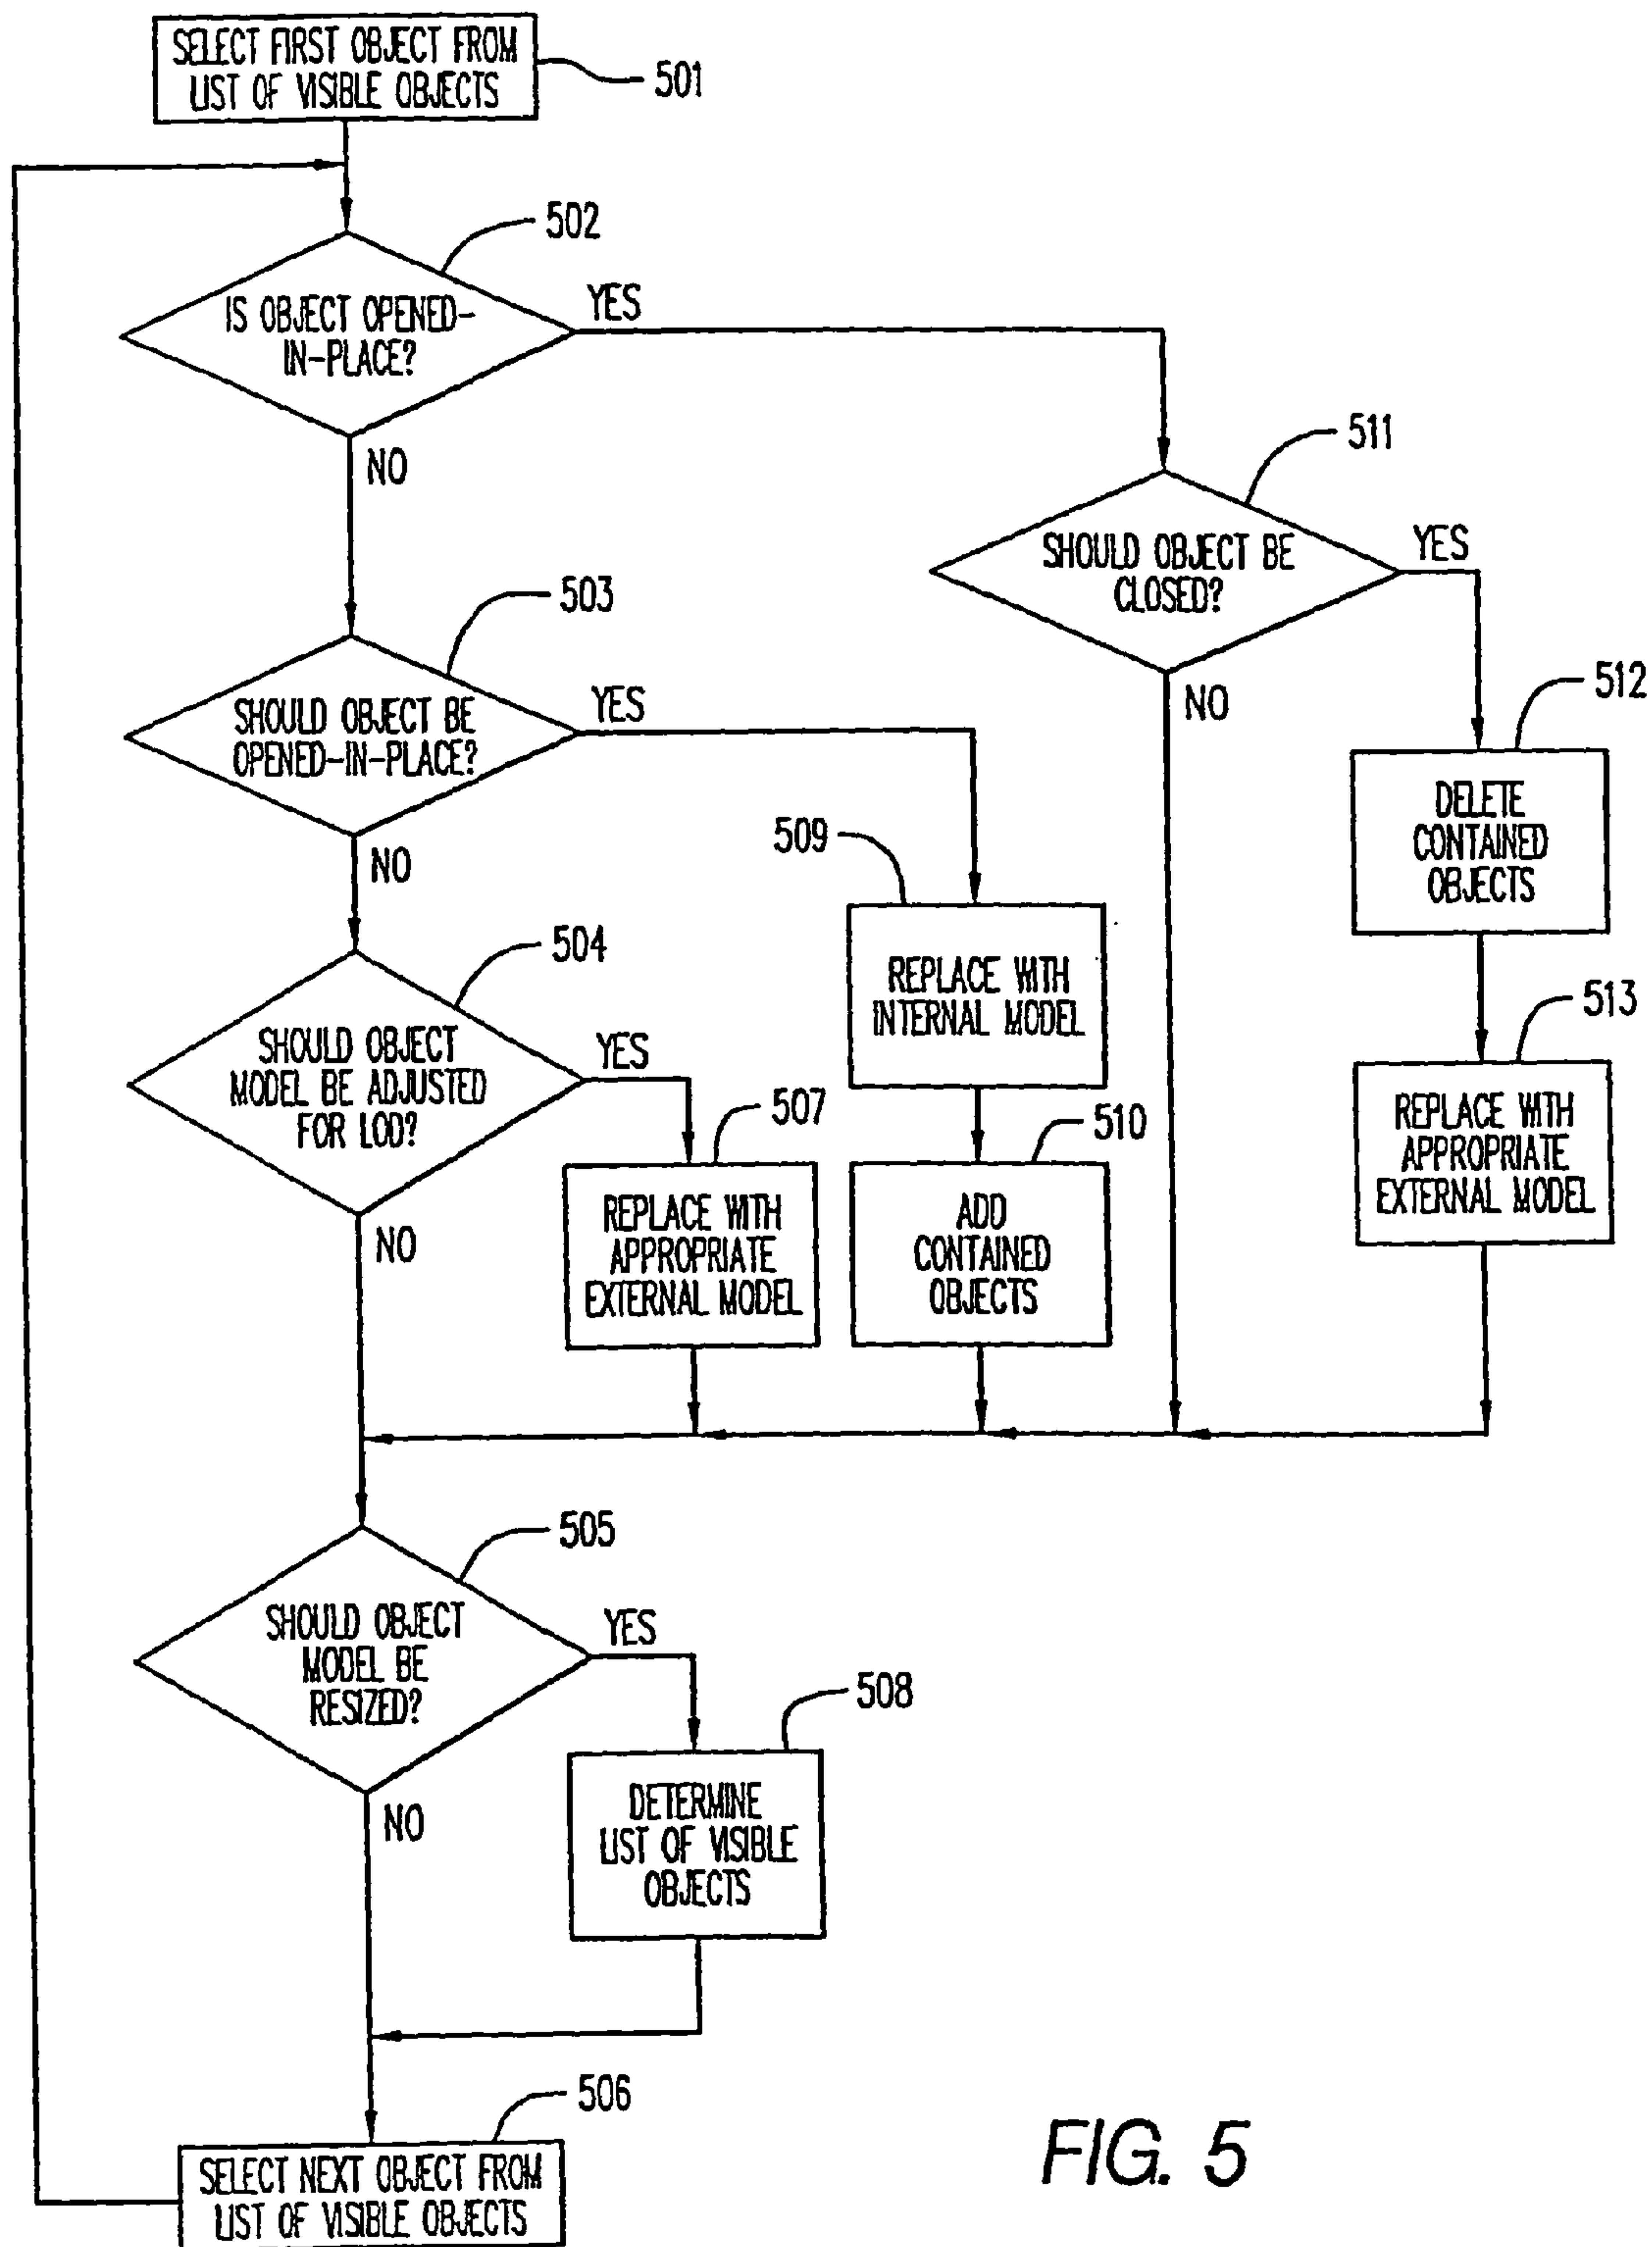 SELECT FIRST OBJECT FROM
LIST OF VISIBLE OBJECTS
501
502
IS OBJECT OPENED-
IN-PLACE?
YES
NO
511
SHOULD OBJECT BE
CLOSED?
YES
NO
503
SHOULD OBJECT BE
OPENED-IN-PLACE?
YES
NO
512
DELETE
CONTAINED
OBJECTS
509
REPLACE WITH
INTERNAL MODEL
504
SHOULD OBJECT
MODEL BE ADJUSTED
FOR LOD?
YES
NO
513
REPLACE WITH
APPROPRIATE
EXTERNAL MODEL
507
REPLACE WITH
APPROPRIATE
EXTERNAL MODEL
510
ADD
CONTAINED
OBJECTS
505
SHOULD OBJECT
MODEL BE
RESIZED?
YES
NO
508
DETERMINE
LIST OF VISIBLE
OBJECTS
506
SELECT NEXT OBJECT FROM
LIST OF VISIBLE OBJECTS
FIG. 5